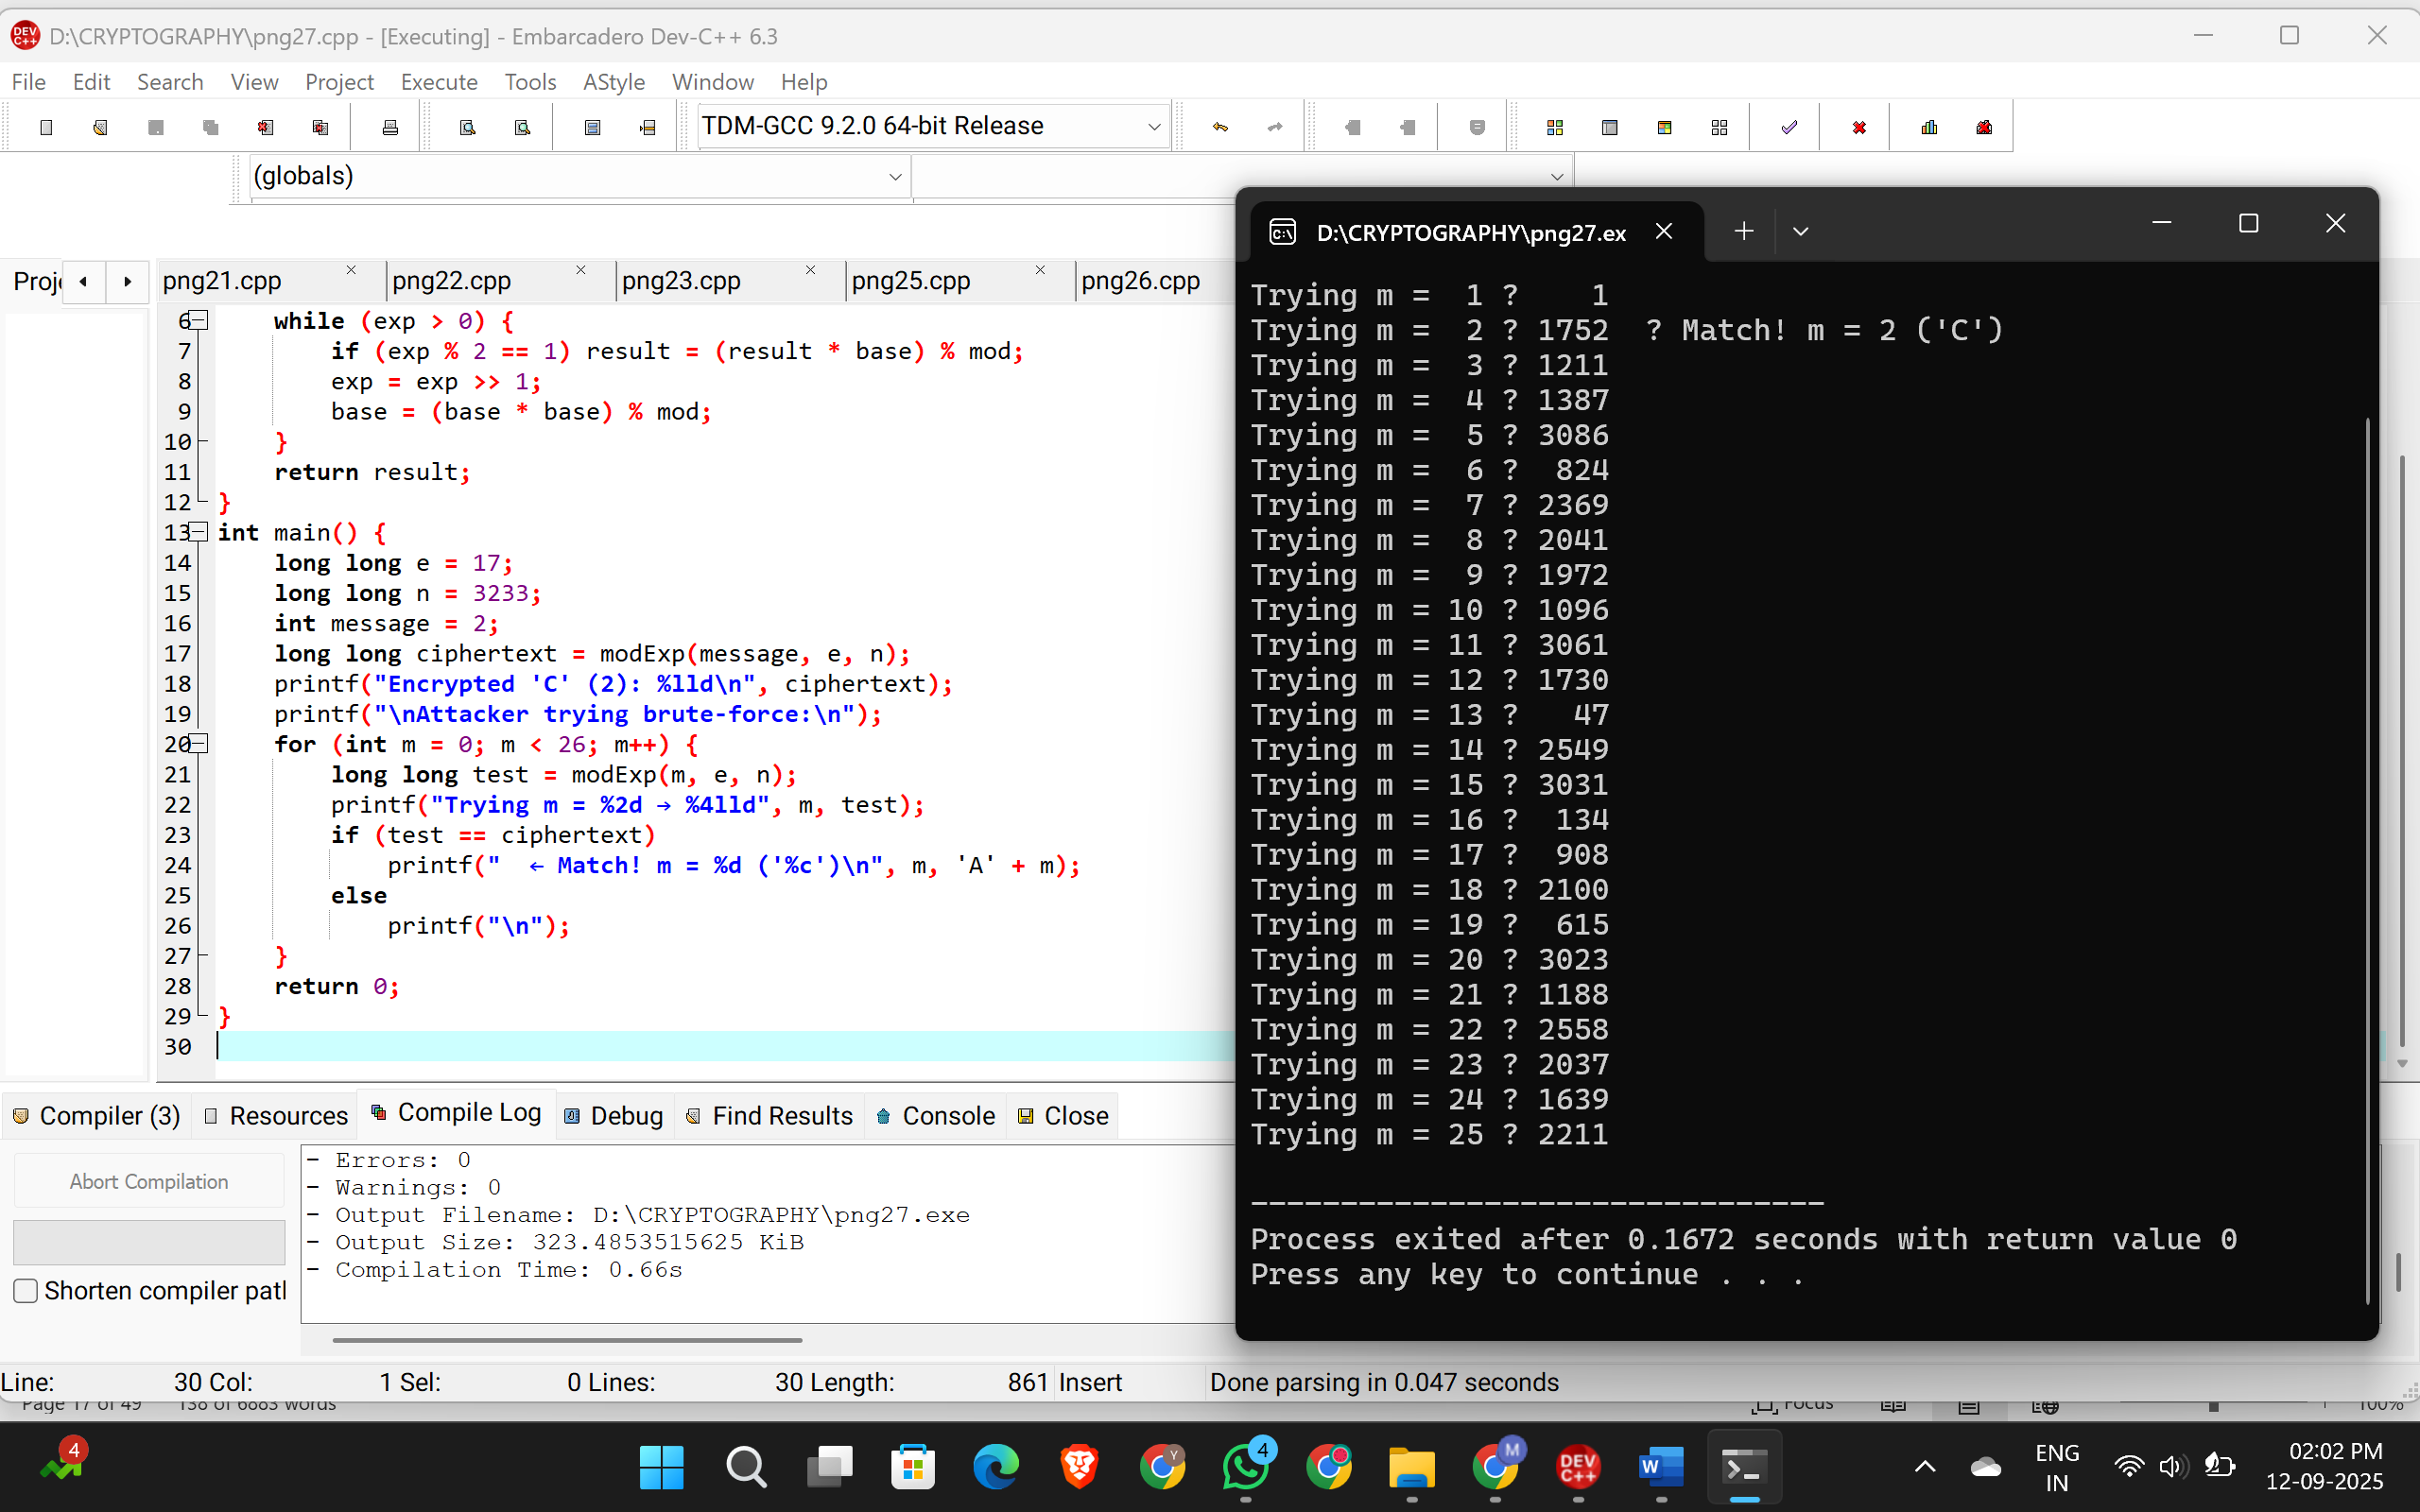 D:\CRYPTOGRAPHY\png27.cpp - [Executing] - Embarcadero Dev-C++ 6.3
File Edit Search View Project Execute Tools AStyle Window Help
TDM-GCC 9.2.0 64-bit Release
(globals)
Proj
png21.cpp png22.cpp png23.cpp png25.cpp png26.cpp
6 while (exp > 0) {
7 if (exp % 2 == 1) result = (result * base) % mod;
8 exp = exp >> 1;
9 base = (base * base) % mod;
10 }
11 return result;
12 }
13 int main() {
14 long long e = 17;
15 long long n = 3233;
16 int message = 2;
17 long long ciphertext = modExp(message, e, n);
18 printf("Encrypted 'C' (2): %lld\n", ciphertext);
19 printf("\nAttacker trying brute-force:\n");
20 for (int m = 0; m < 26; m++) {
21 long long test = modExp(m, e, n);
22 printf("Trying m = %2d → %4lld", m, test);
23 if (test == ciphertext)
24 printf("  ← Match! m = %d ('%c')\n", m, 'A' + m);
25 else
26 printf("\n");
27 }
28 return 0;
29 }
30
D:\CRYPTOGRAPHY\png27.ex
Trying m =  1 ?    1
Trying m =  2 ? 1752  ? Match! m = 2 ('C')
Trying m =  3 ? 1211
Trying m =  4 ? 1387
Trying m =  5 ? 3086
Trying m =  6 ?  824
Trying m =  7 ? 2369
Trying m =  8 ? 2041
Trying m =  9 ? 1972
Trying m = 10 ? 1096
Trying m = 11 ? 3061
Trying m = 12 ? 1730
Trying m = 13 ?   47
Trying m = 14 ? 2549
Trying m = 15 ? 3031
Trying m = 16 ?  134
Trying m = 17 ?  908
Trying m = 18 ? 2100
Trying m = 19 ?  615
Trying m = 20 ? 3023
Trying m = 21 ? 1188
Trying m = 22 ? 2558
Trying m = 23 ? 2037
Trying m = 24 ? 1639
Trying m = 25 ? 2211
--------------------------------
Process exited after 0.1672 seconds with return value 0
Press any key to continue . . .
Compiler (3) Resources Compile Log Debug Find Results Console Close
Abort Compilation
Shorten compiler patl
- Errors: 0
- Warnings: 0
- Output Filename: D:\CRYPTOGRAPHY\png27.exe
- Output Size: 323.4853515625 KiB
- Compilation Time: 0.66s
Line: 30 Col: 1 Sel: 0 Lines: 30 Length: 861 Insert Done parsing in 0.047 seconds
Page 17 of 49 138 of 6883 words Focus 100%
4
DEV C++
Y
4
M
W
ENG
IN
02:02 PM
12-09-2025